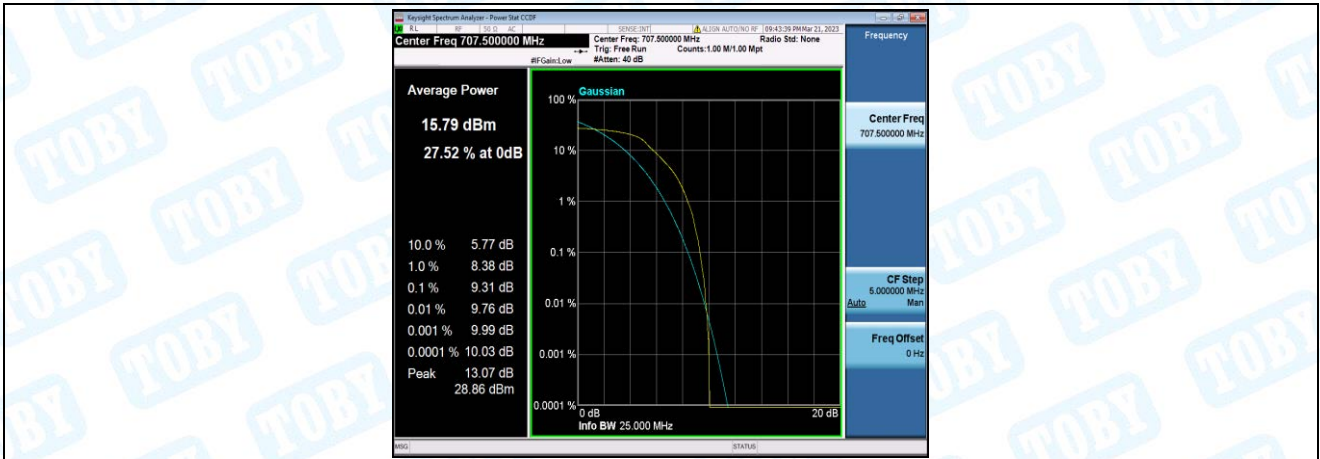 Keysight Spectrum Analyzer - Power Stat CCDF
RL RF 50 Ω AC SENSE:INT ALIGN AUTO/NO RF 09:43:39 PM Mar 21, 2023
Center Freq 707.500000 MHz
Center Freq: 707.500000 MHz Radio Std: None
Trig: Free Run Counts:1.00 M/1.00 Mpt
#IFGain:Low #Atten: 40 dB
Frequency
Average Power
15.79 dBm
27.52 % at 0dB
10.0 % 5.77 dB
1.0 % 8.38 dB
0.1 % 9.31 dB
0.01 % 9.76 dB
0.001 % 9.99 dB
0.0001 % 10.03 dB
Peak 13.07 dB
28.86 dBm
Gaussian
100 %
10 %
1 %
0.1 %
0.01 %
0.001 %
0.0001 %
0 dB 20 dB
Info BW 25.000 MHz
Center Freq
707.500000 MHz
CF Step
5.000000 MHz
Auto Man
Freq Offset
0 Hz
MSG STATUS
TOBY